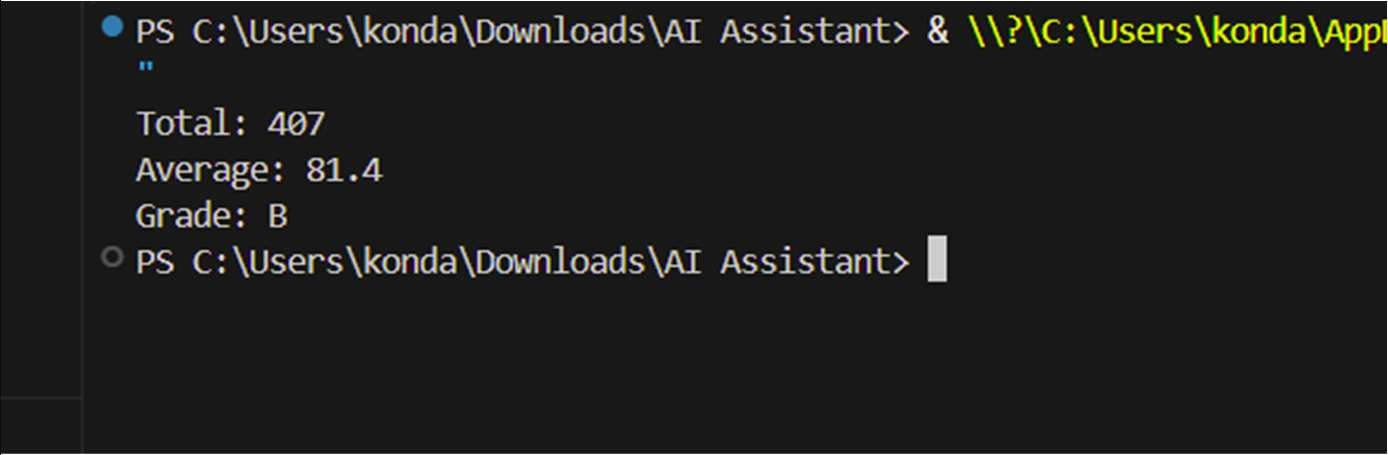 PS C:\Users\konda\Downloads\AI Assistant> & \\?\C:\Users\konda\App
"
Total: 407
Average: 81.4
Grade: B
PS C:\Users\konda\Downloads\AI Assistant>